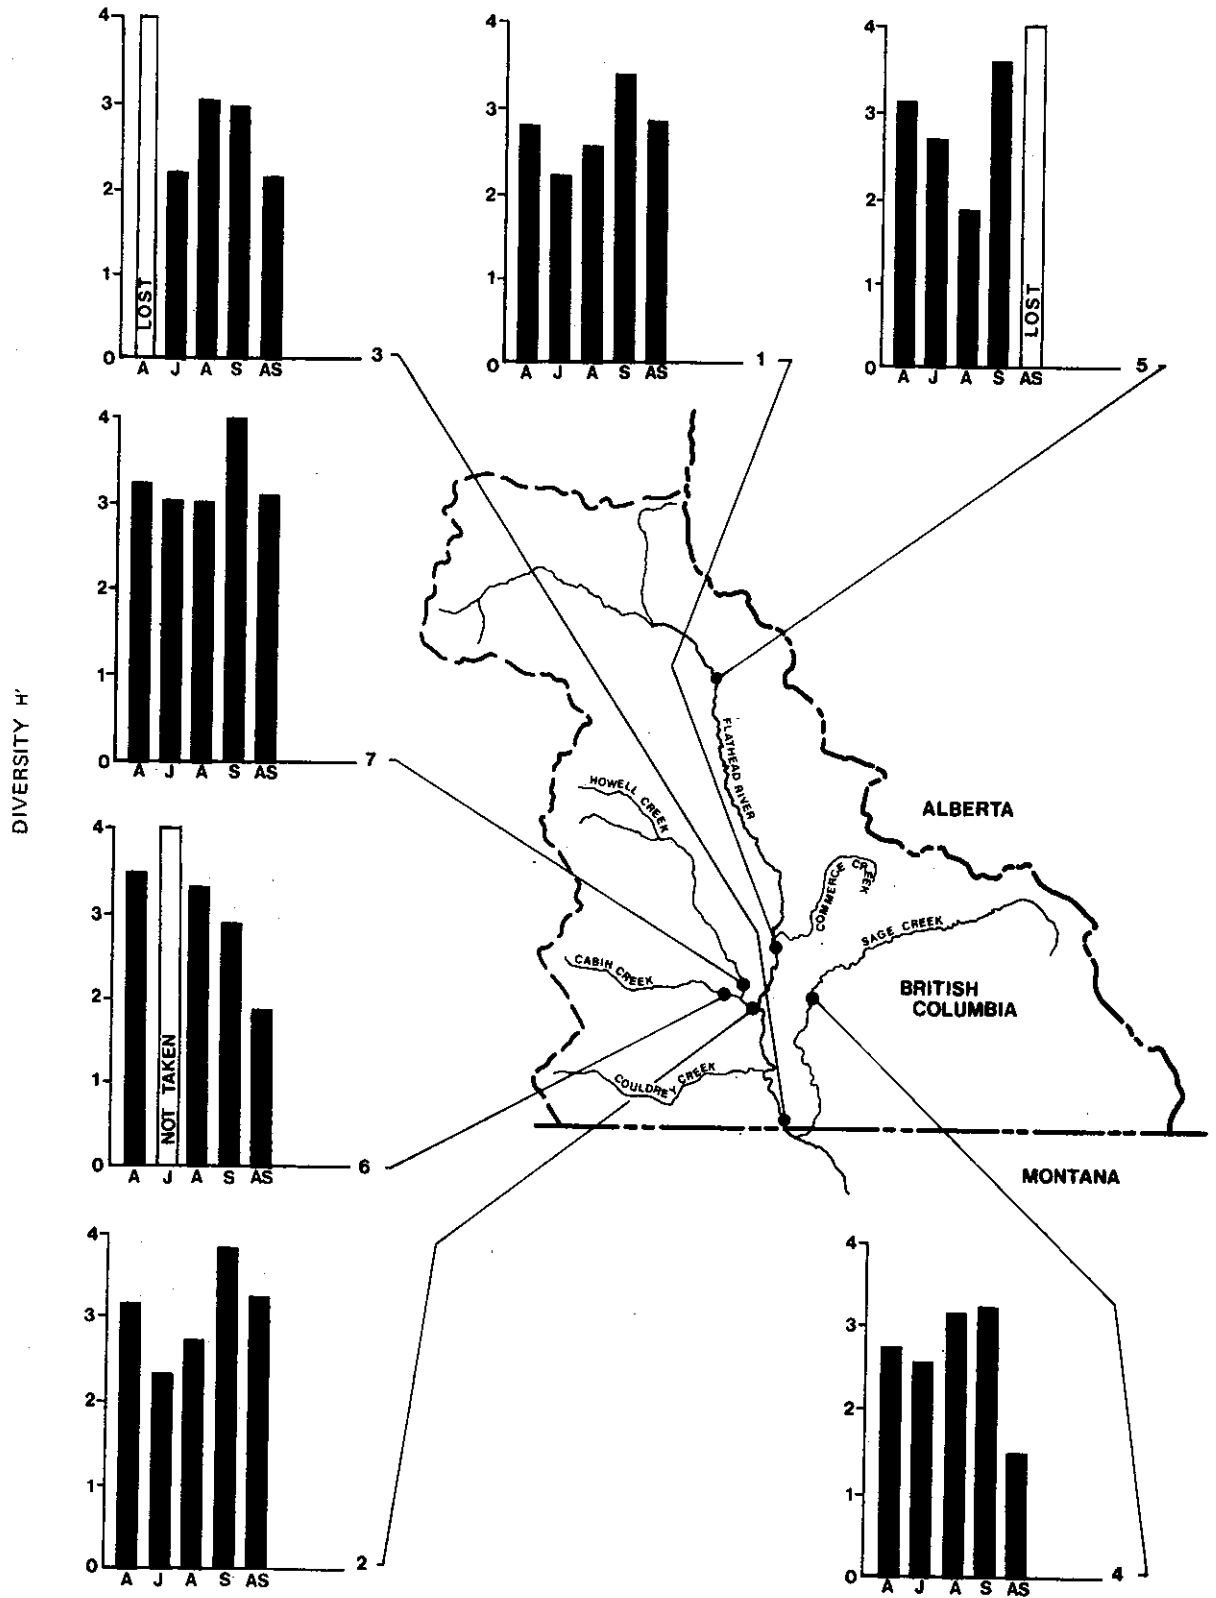 4
3
2
1
0
LOST
A J A S AS
3
4
3
2
1
0
A J A S AS
1
4
3
2
1
0
LOST
A J A S AS
5
4
3
2
1
0
A J A S AS
7
DIVERSITY H'
4
3
2
1
0
NOT TAKEN
A J A S AS
6
4
3
2
1
0
A J A S AS
2
FLATHEAD RIVER
HOWELL CREEK
ALBERTA
COMMERCE CREEK
SAGE CREEK
CABIN CREEK
BRITISH
COLUMBIA
COULDREY CREEK
MONTANA
4
3
2
1
0
A J A S AS
4